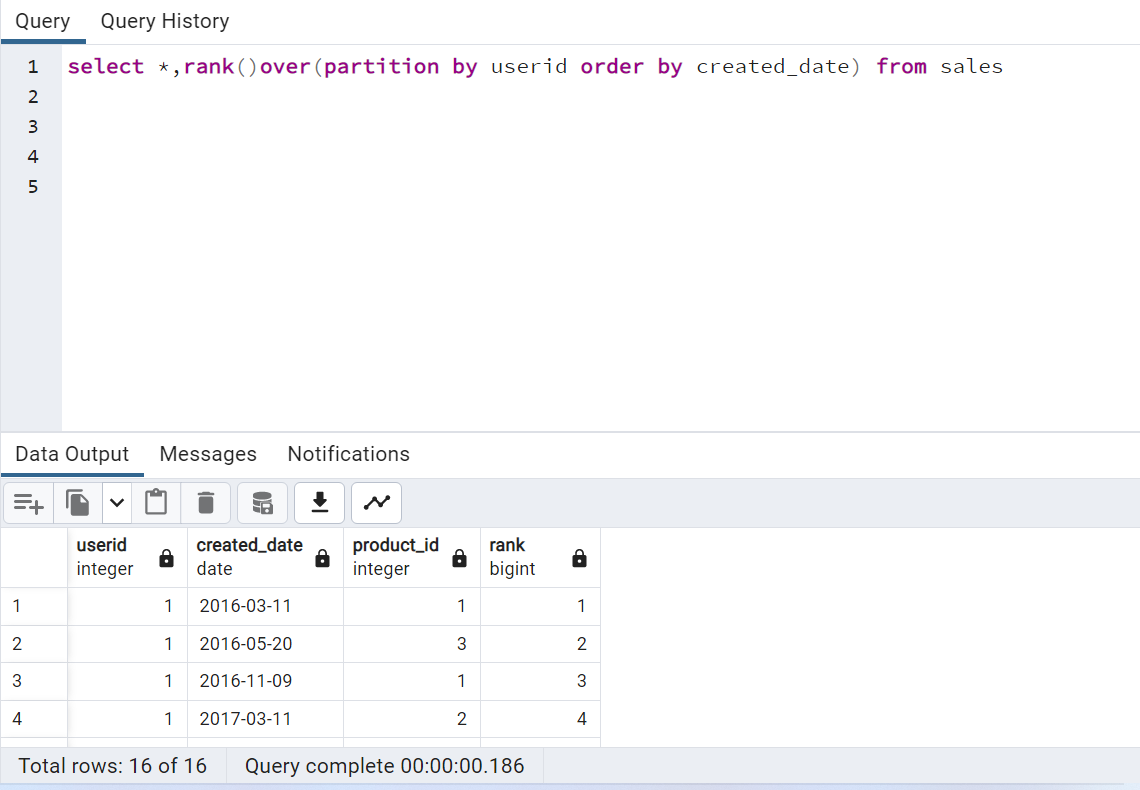 Query Query History
1 select *,rank()over(partition by userid order by created_date) from sales
2
3
4
5
Data Output Messages Notifications
userid created_date product_id rank
integer date integer bigint
1 1 2016-03-11 1 1
2 1 2016-05-20 3 2
3 1 2016-11-09 1 3
4 1 2017-03-11 2 4
Total rows: 16 of 16 Query complete 00:00:00.186